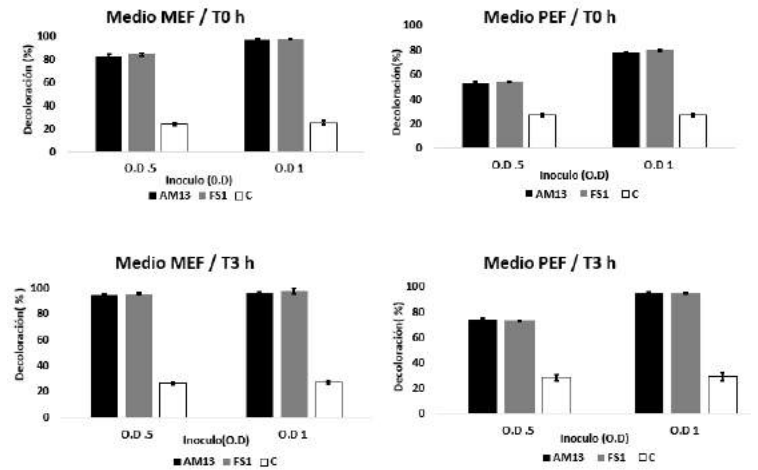 Medio MEF / T0 h
Decoloración (%)
100
80
60
40
20
0
O.D .5
O.D 1
Inoculo (O.D)
AM13 FS1 C
Medio PEF / T0 h
Decoloración(%)
100
80
60
40
20
0
O.D .5
O.D 1
Inoculo (O.D)
AM13 FS1 C
Medio MEF / T3 h
Decoloración( % )
100
80
60
40
20
0
O.D .5
O.D 1
Inoculo(O.D)
AM13 FS1 C
Medio PEF / T3 h
Decoloración( %)
100
80
60
40
20
0
O.D .5
O.D 1
Inoculo (O.D)
AM13 FS1 C